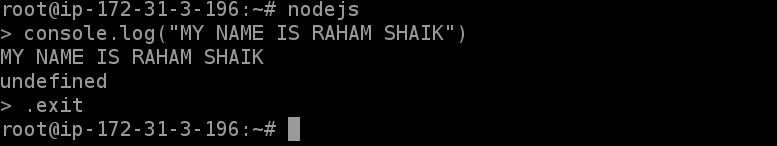 root@ip-172-31-3-196:~# nodejs
> console.log("MY NAME IS RAHAM SHAIK")
MY NAME IS RAHAM SHAIK
undefined
> .exit
root@ip-172-31-3-196:~#